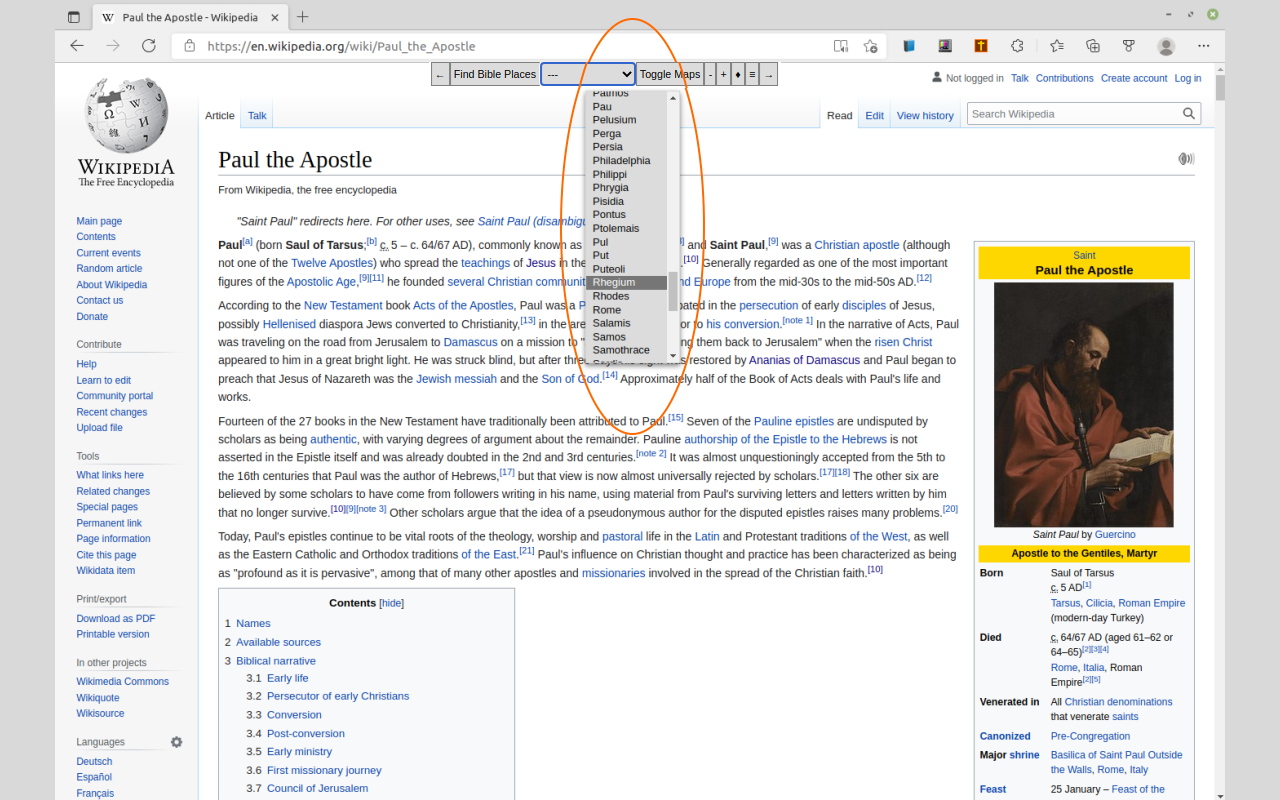 Paul the Apostle - Wikipedia
https://en.wikipedia.org/wiki/Paul_the_Apostle
← Find Bible Places --- Toggle Maps - + ♦ ≡ →
Patmos
Pau
Pelusium
Perga
Persia
Philadelphia
Philippi
Phrygia
Pisidia
Pontus
Ptolemais
Pul
Put
Puteoli
Rhegium
Rhodes
Rome
Salamis
Samos
Samothrace
Not logged in Talk Contributions Create account Log in
WIKIPEDIA
The Free Encyclopedia
Article Talk
Read Edit View history
Search Wikipedia
Main page
Contents
Current events
Random article
About Wikipedia
Contact us
Donate
Contribute
Help
Learn to edit
Community portal
Recent changes
Upload file
Tools
What links here
Related changes
Special pages
Permanent link
Page information
Cite this page
Wikidata item
Print/export
Download as PDF
Printable version
In other projects
Wikimedia Commons
Wikiquote
Wikisource
Languages
Deutsch
Español
Français
Paul the Apostle
From Wikipedia, the free encyclopedia
"Saint Paul" redirects here. For other uses, see Saint Paul (disambigu
Paul[a] (born Saul of Tarsus;[b] c. 5 – c. 64/67 AD), commonly known as and Saint Paul,[9] was a Christian apostle (although
not one of the Twelve Apostles) who spread the teachings of Jesus in the .[10] Generally regarded as one of the most important
figures of the Apostolic Age,[9][11] he founded several Christian communit nd Europe from the mid-30s to the mid-50s AD.[12]
According to the New Testament book Acts of the Apostles, Paul was a P pated in the persecution of early disciples of Jesus,
possibly Hellenised diaspora Jews converted to Christianity,[13] in the are or to his conversion.[note 1] In the narrative of Acts, Paul
was traveling on the road from Jerusalem to Damascus on a mission to " ng them back to Jerusalem" when the risen Christ
appeared to him in a great bright light. He was struck blind, but after three was restored by Ananias of Damascus and Paul began to
preach that Jesus of Nazareth was the Jewish messiah and the Son of God.[14] Approximately half of the Book of Acts deals with Paul's life and
works.
Fourteen of the 27 books in the New Testament have traditionally been attributed to Paul.[15] Seven of the Pauline epistles are undisputed by
scholars as being authentic, with varying degrees of argument about the remainder. Pauline authorship of the Epistle to the Hebrews is not
asserted in the Epistle itself and was already doubted in the 2nd and 3rd centuries.[note 2] It was almost unquestioningly accepted from the 5th to
the 16th centuries that Paul was the author of Hebrews,[17] but that view is now almost universally rejected by scholars.[17][18] The other six are
believed by some scholars to have come from followers writing in his name, using material from Paul's surviving letters and letters written by him
that no longer survive.[10][9][note 3] Other scholars argue that the idea of a pseudonymous author for the disputed epistles raises many problems.[20]
Today, Paul's epistles continue to be vital roots of the theology, worship and pastoral life in the Latin and Protestant traditions of the West, as well
as the Eastern Catholic and Orthodox traditions of the East.[21] Paul's influence on Christian thought and practice has been characterized as being
as "profound as it is pervasive", among that of many other apostles and missionaries involved in the spread of the Christian faith.[10]
Contents [hide]
1 Names
2 Available sources
3 Biblical narrative
3.1 Early life
3.2 Persecutor of early Christians
3.3 Conversion
3.4 Post-conversion
3.5 Early ministry
3.6 First missionary journey
3.7 Council of Jerusalem
Saint
Paul the Apostle
Saint Paul by Guercino
Apostle to the Gentiles, Martyr
Born Saul of Tarsus
c. 5 AD[1]
Tarsus, Cilicia, Roman Empire
(modern-day Turkey)
Died c. 64/67 AD (aged 61–62 or
64–65)[2][3][4]
Rome, Italia, Roman
Empire[2][5]
Venerated in All Christian denominations
that venerate saints
Canonized Pre-Congregation
Major shrine Basilica of Saint Paul Outside
the Walls, Rome, Italy
Feast 25 January – Feast of the